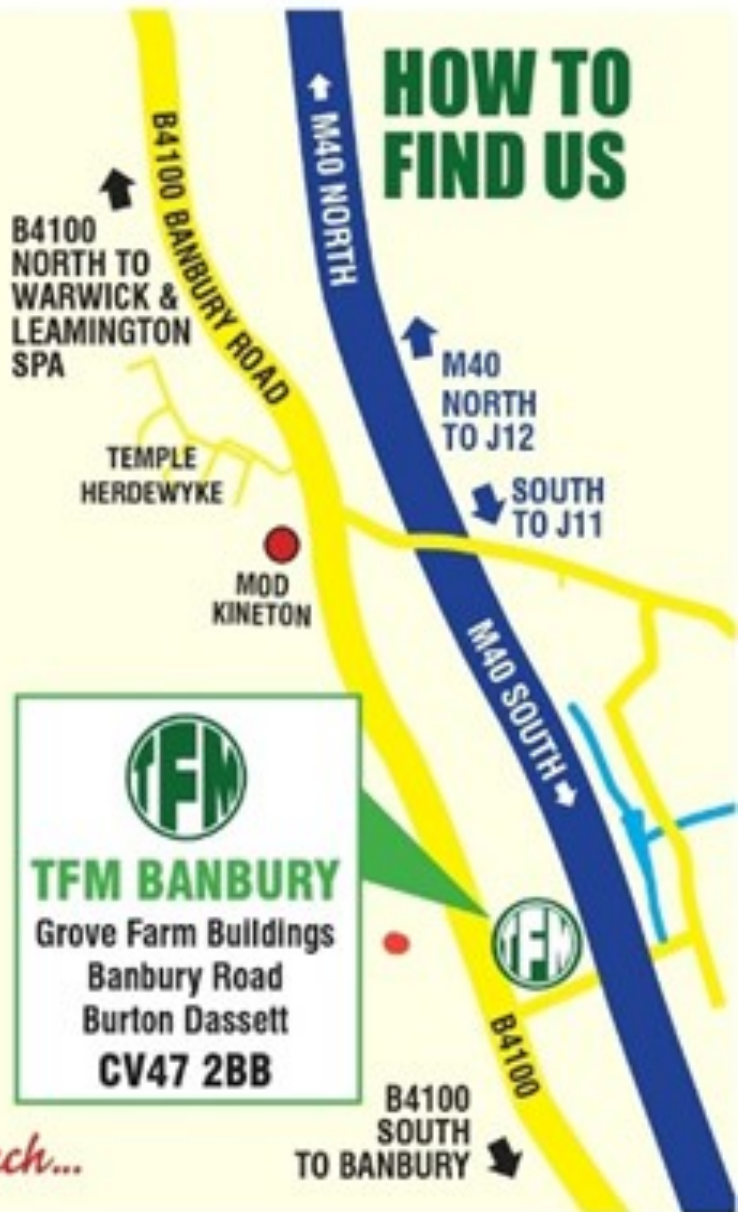 HOW TO
FIND US
M40 NORTH
B4100 BANBURY ROAD
B4100
NORTH TO
WARWICK &
LEAMINGTON
SPA
M40
NORTH
TO J12
TEMPLE
HERDEWYKE
SOUTH
TO J11
MOD
KINETON
M40 SOUTH
TFM
TFM BANBURY
Grove Farm Buildings
Banbury Road
Burton Dassett
CV47 2BB
TFM
B4100
B4100
SOUTH
TO BANBURY